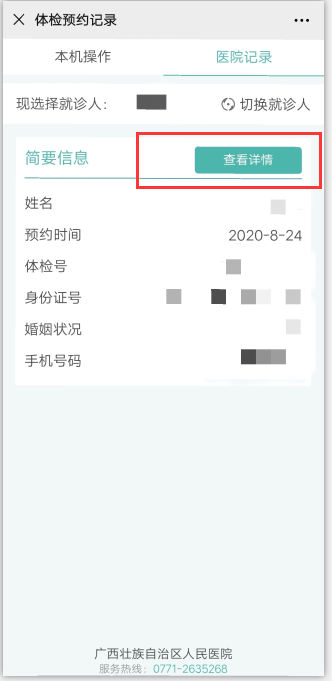 体检预约记录
本机操作 医院记录
现选择就诊人： 切换就诊人
简要信息 查看详情
姓名
预约时间 2020-8-24
体检号
身份证号
婚姻状况
手机号码
广西壮族自治区人民医院
服务热线：0771-2635268